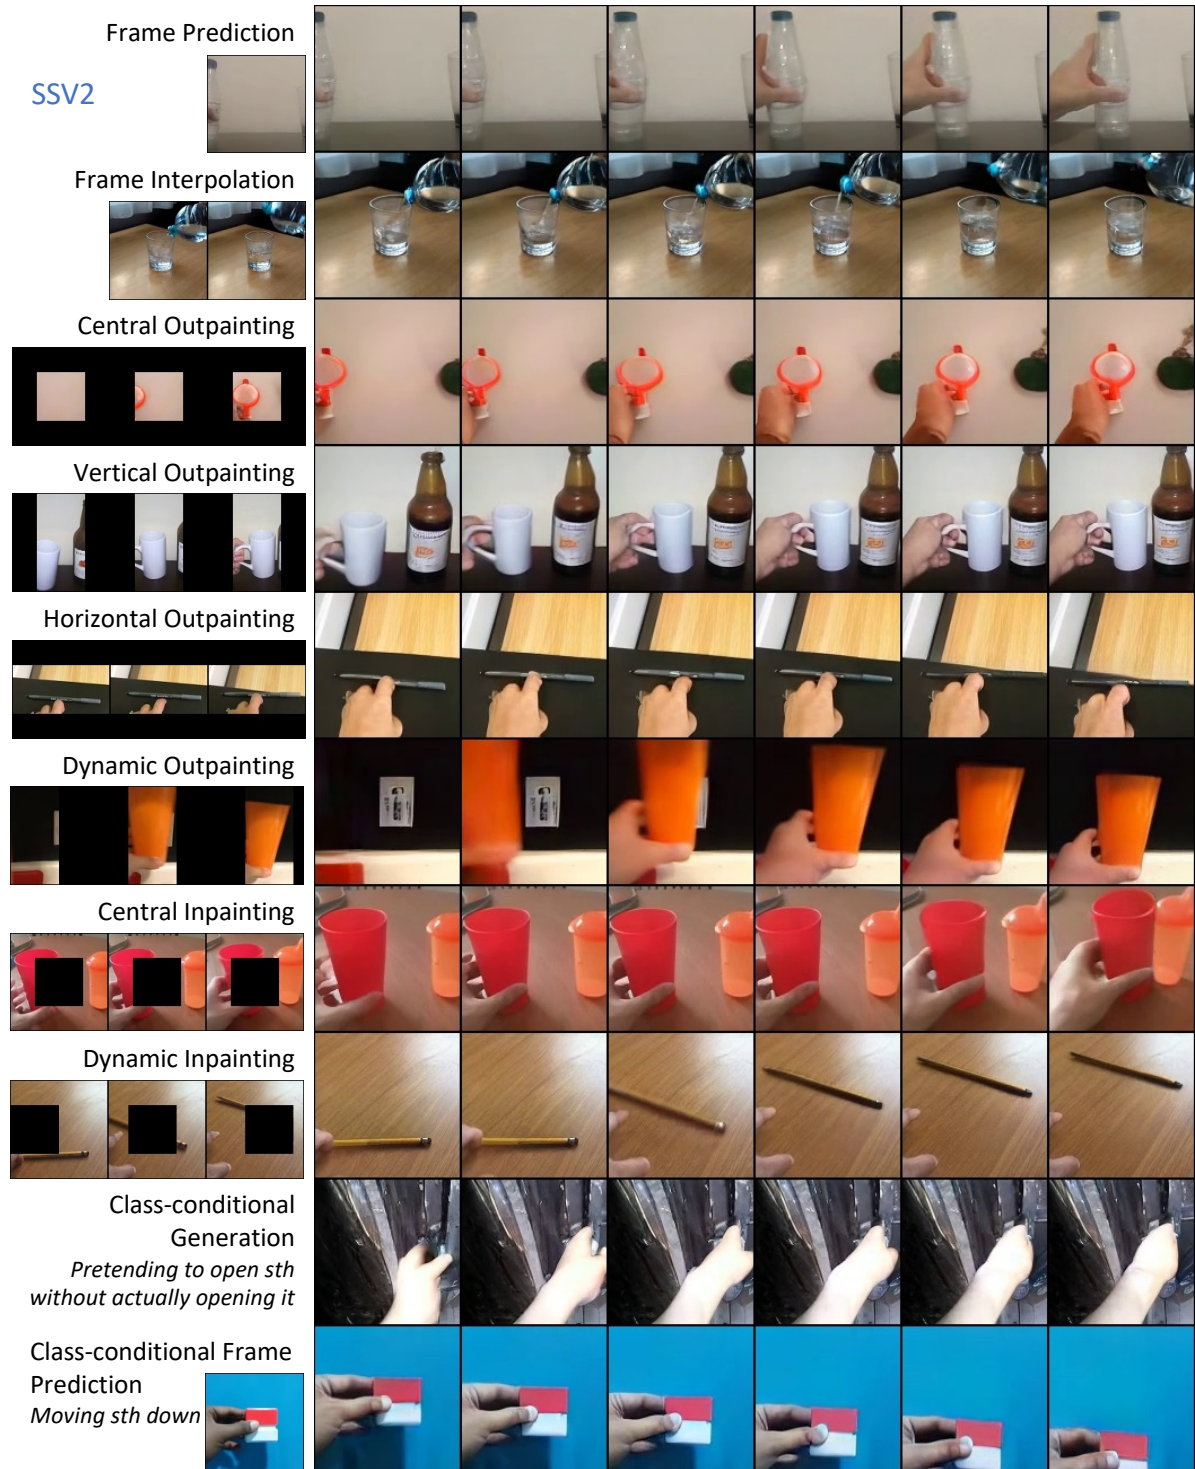 Frame Prediction
SSV2
Frame Interpolation
Central Outpainting
Vertical Outpainting
Horizontal Outpainting
Dynamic Outpainting
Central Inpainting
Dynamic Inpainting
Class-conditional
Generation
Pretending to open sth
without actually opening it
Class-conditional Frame
Prediction
Moving sth down